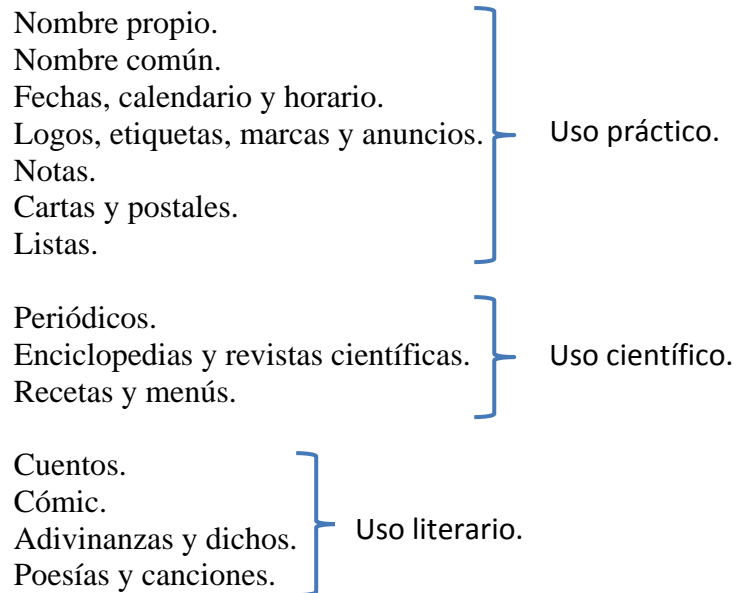 Nombre propio.
Nombre común.
Fechas, calendario y horario.
Logos, etiquetas, marcas y anuncios.
Notas.
Cartas y postales.
Listas.
Uso práctico.
Periódicos.
Enciclopedias y revistas científicas.
Recetas y menús.
Uso científico.
Cuentos.
Cómic.
Adivinanzas y dichos.
Poesías y canciones.
Uso literario.